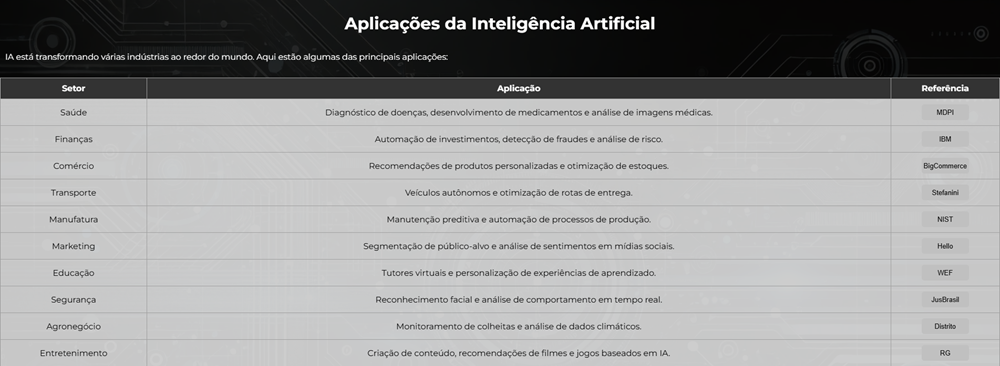 Aplicações da Inteligência Artificial
IA está transformando várias indústrias ao redor do mundo. Aqui estão algumas das principais aplicações:
Setor Aplicação Referência
Saúde Diagnóstico de doenças, desenvolvimento de medicamentos e análise de imagens médicas. MDPI
Finanças Automação de investimentos, detecção de fraudes e análise de risco. IBM
Comércio Recomendações de produtos personalizadas e otimização de estoques. BigCommerce
Transporte Veículos autônomos e otimização de rotas de entrega. Stefanini
Manufatura Manutenção preditiva e automação de processos de produção. NIST
Marketing Segmentação de público-alvo e análise de sentimentos em mídias sociais. Hello
Educação Tutores virtuais e personalização de experiências de aprendizado. WEF
Segurança Reconhecimento facial e análise de comportamento em tempo real. JusBrasil
Agronegócio Monitoramento de colheitas e análise de dados climáticos. Distrito
Entretenimento Criação de conteúdo, recomendações de filmes e jogos baseados em IA. RG